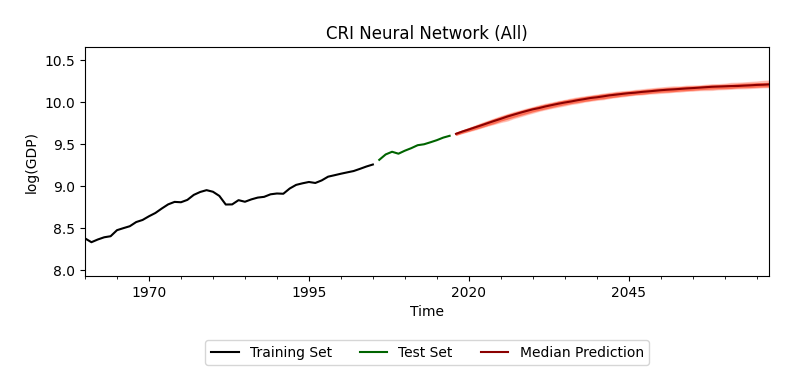 CRI Neural Network (All)
10.5
10.0
9.5
9.0
8.5
8.0
log(GDP)
1970 1995 2020 2045
Time
Training Set Test Set Median Prediction